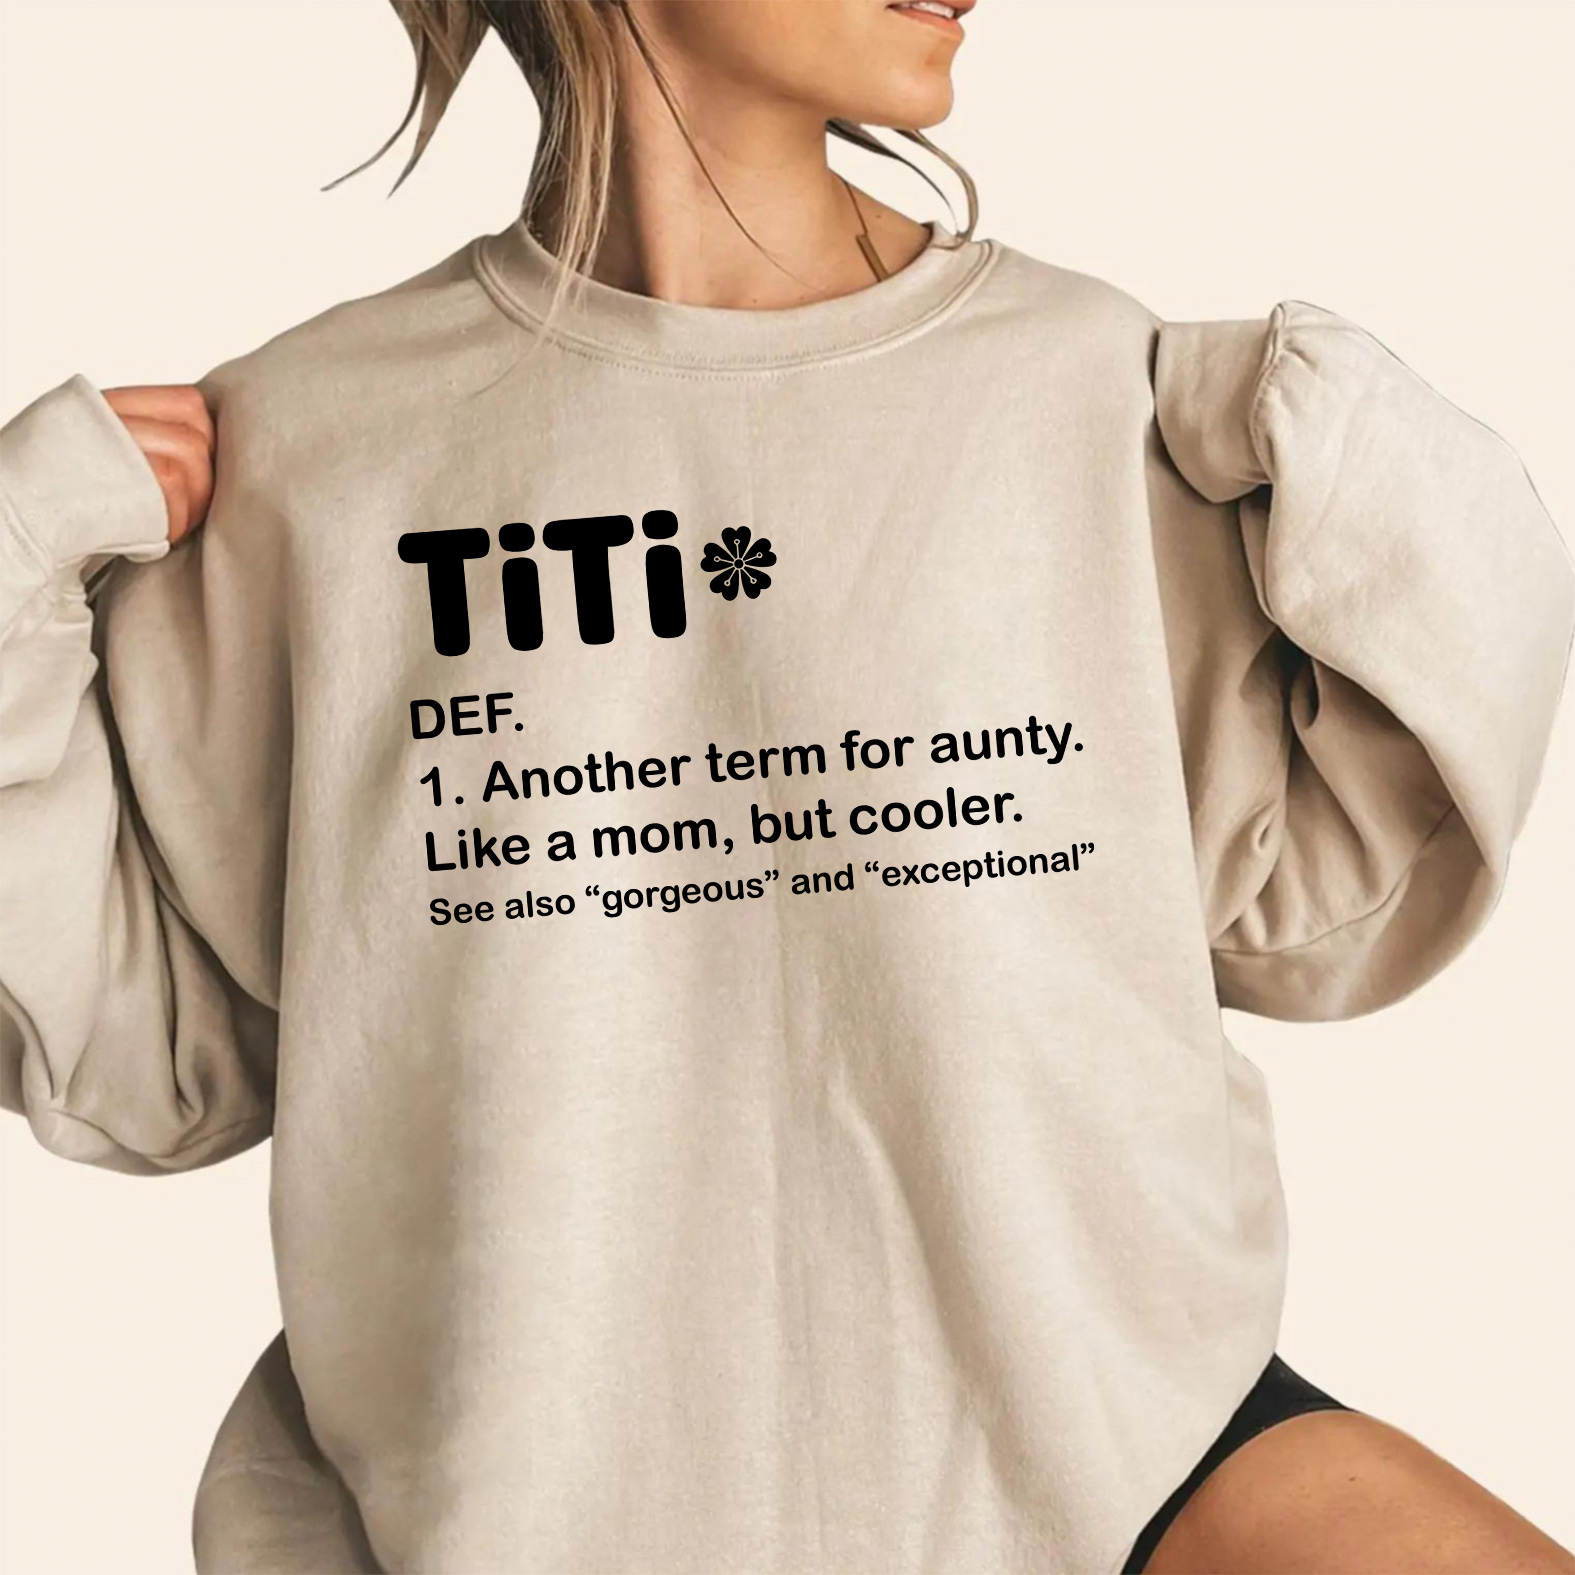 TiTi
DEF.
1. Another term for aunty.
Like a mom, but cooler.
See also “gorgeous” and “exceptional”